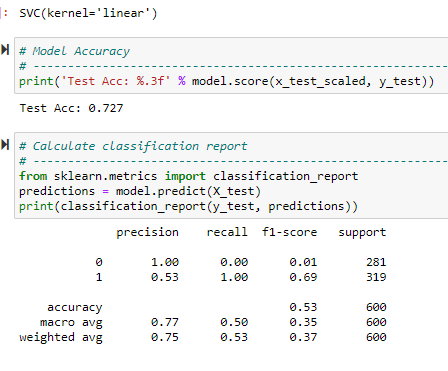 : SVC(kernel='linear')
# Model Accuracy
# ------------------------------------------------------------
print('Test Acc: %.3f' % model.score(x_test_scaled, y_test))
Test Acc: 0.727
# Calculate classification report
# ------------------------------------------------------------
from sklearn.metrics import classification_report
predictions = model.predict(X_test)
print(classification_report(y_test, predictions))
precision recall f1-score support
0 1.00 0.00 0.01 281
1 0.53 1.00 0.69 319
accuracy 0.53 600
macro avg 0.77 0.50 0.35 600
weighted avg 0.75 0.53 0.37 600